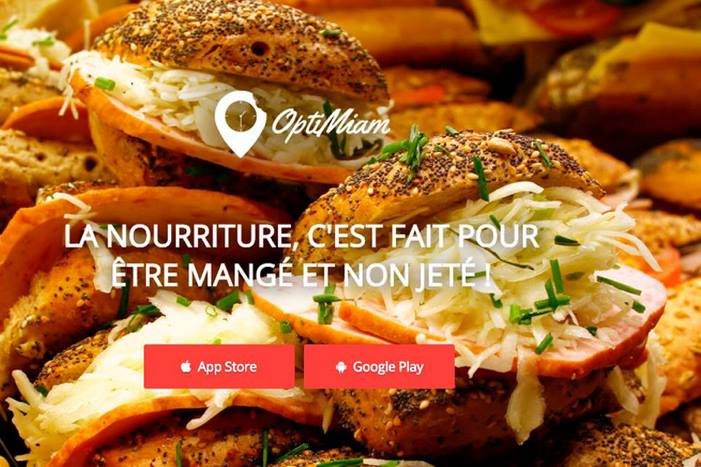 OptiMiam
LA NOURRITURE, C'EST FAIT POUR
ÊTRE MANGÉ ET NON JETÉ !
App Store
Google Play